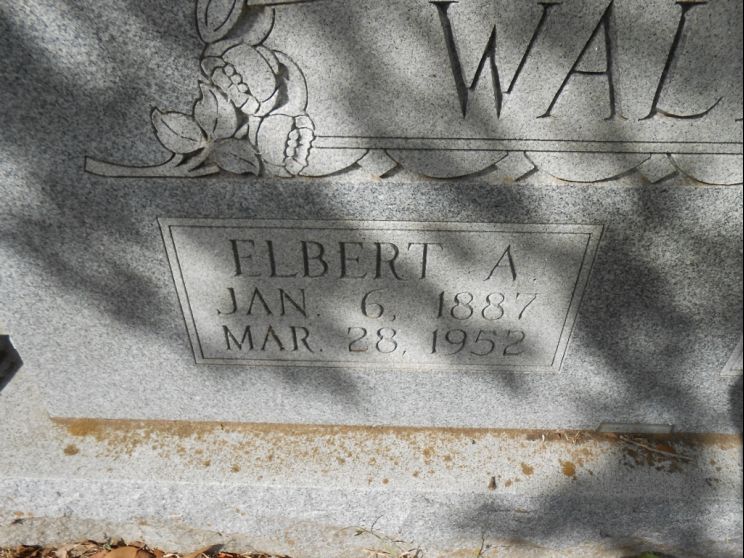 WAL
ELBERT A.
JAN. 6, 1887
MAR. 28, 1952